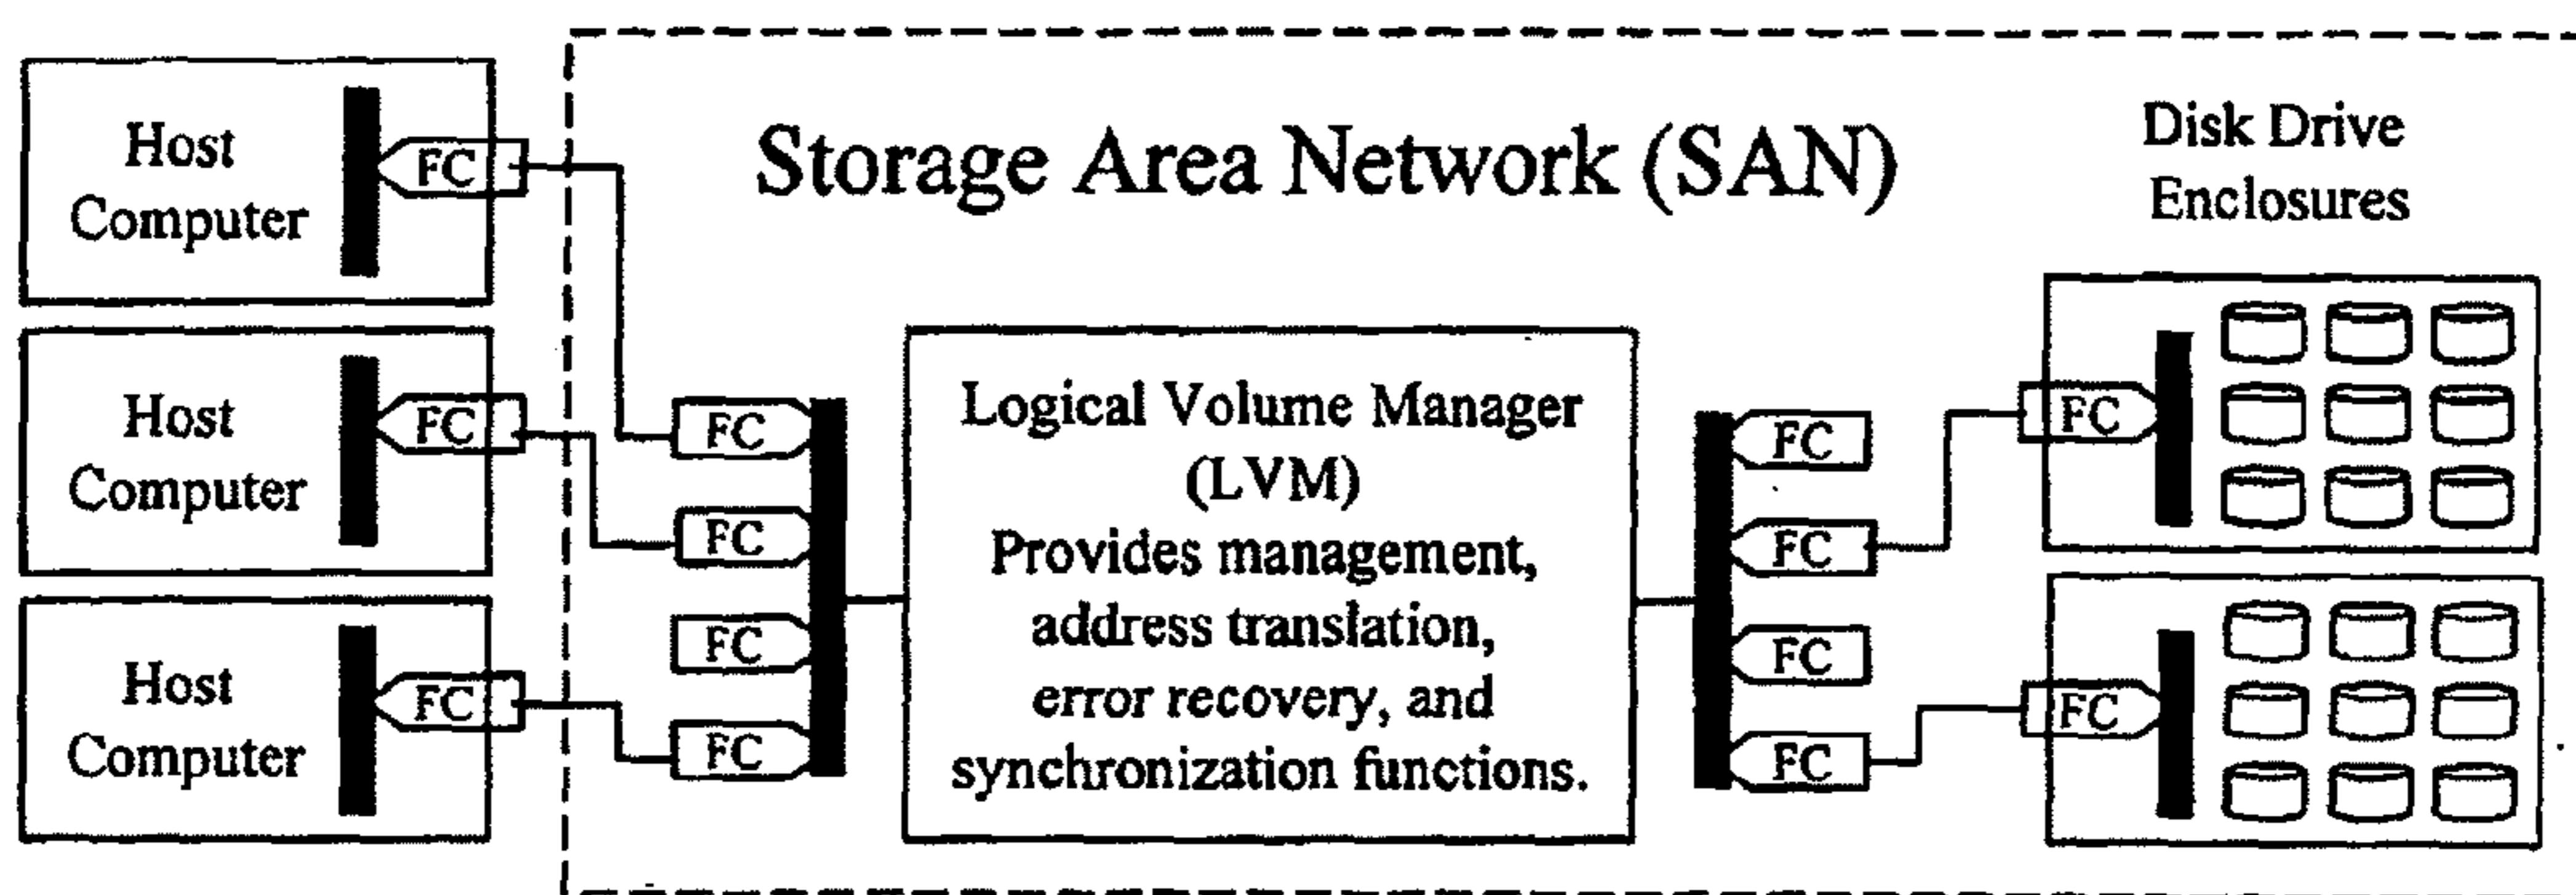 Storage Area Network (SAN)
Disk Drive
Enclosures
Host
Computer
FC
Host
Computer
FC
Host
Computer
FC
FC
FC
FC
FC
Logical Volume Manager
(LVM)
Provides management,
address translation,
error recovery, and
synchronization functions.
FC
FC
FC
FC
FC
FC